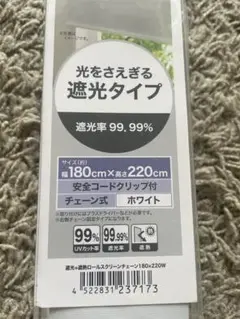 光をさえぎる
遮光タイプ
遮光率 99.99%
サイズ(約)
幅180cm×高さ220cm
安全コードクリップ付
チェーン式 ホワイト
99% 99.99%
UVカット率 遮光率 遮熱
遮光×遮熱ロールスクリーンチェーン180×220W
4 522831 237173